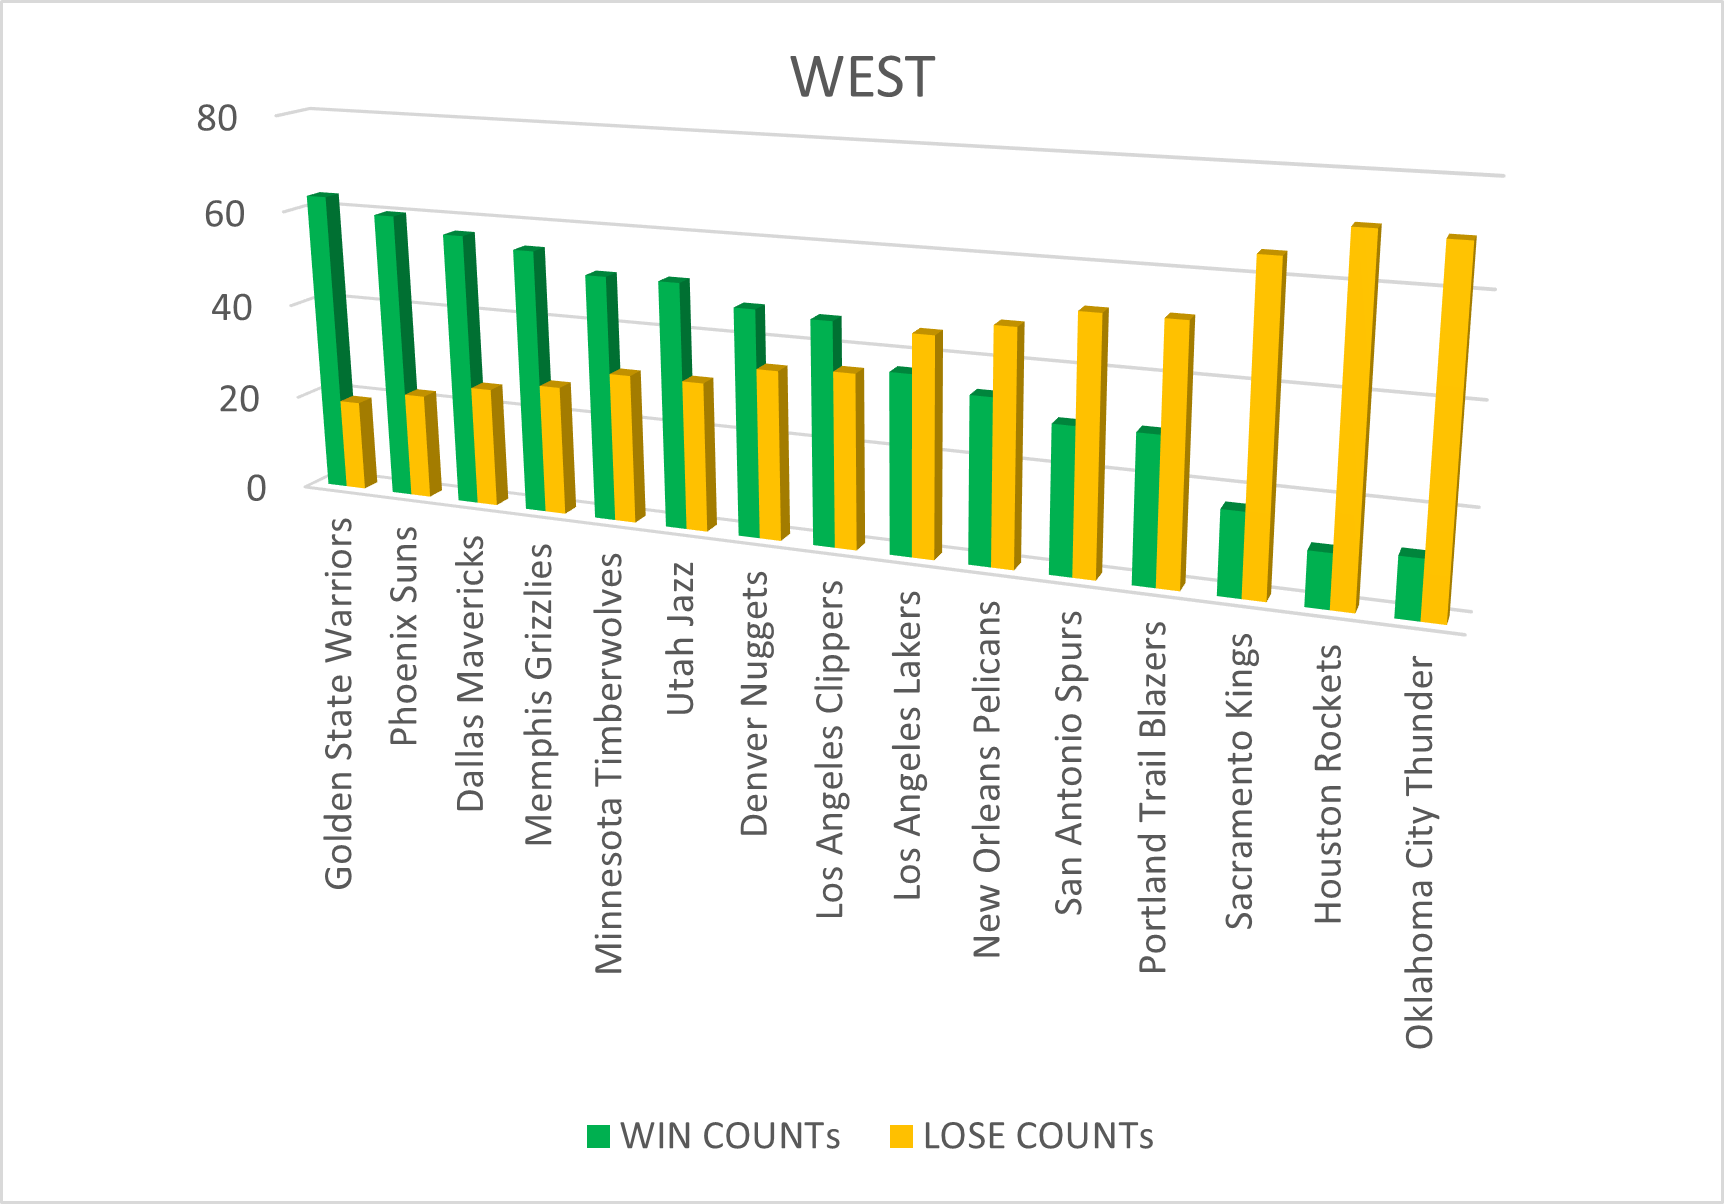 WEST
80
60
40
20
0
Golden State Warriors
Phoenix Suns
Dallas Mavericks
Memphis Grizzlies
Minnesota Timberwolves
Utah Jazz
Denver Nuggets
Los Angeles Clippers
Los Angeles Lakers
New Orleans Pelicans
San Antonio Spurs
Portland Trail Blazers
Sacramento Kings
Houston Rockets
Oklahoma City Thunder
WIN COUNTs
LOSE COUNTs